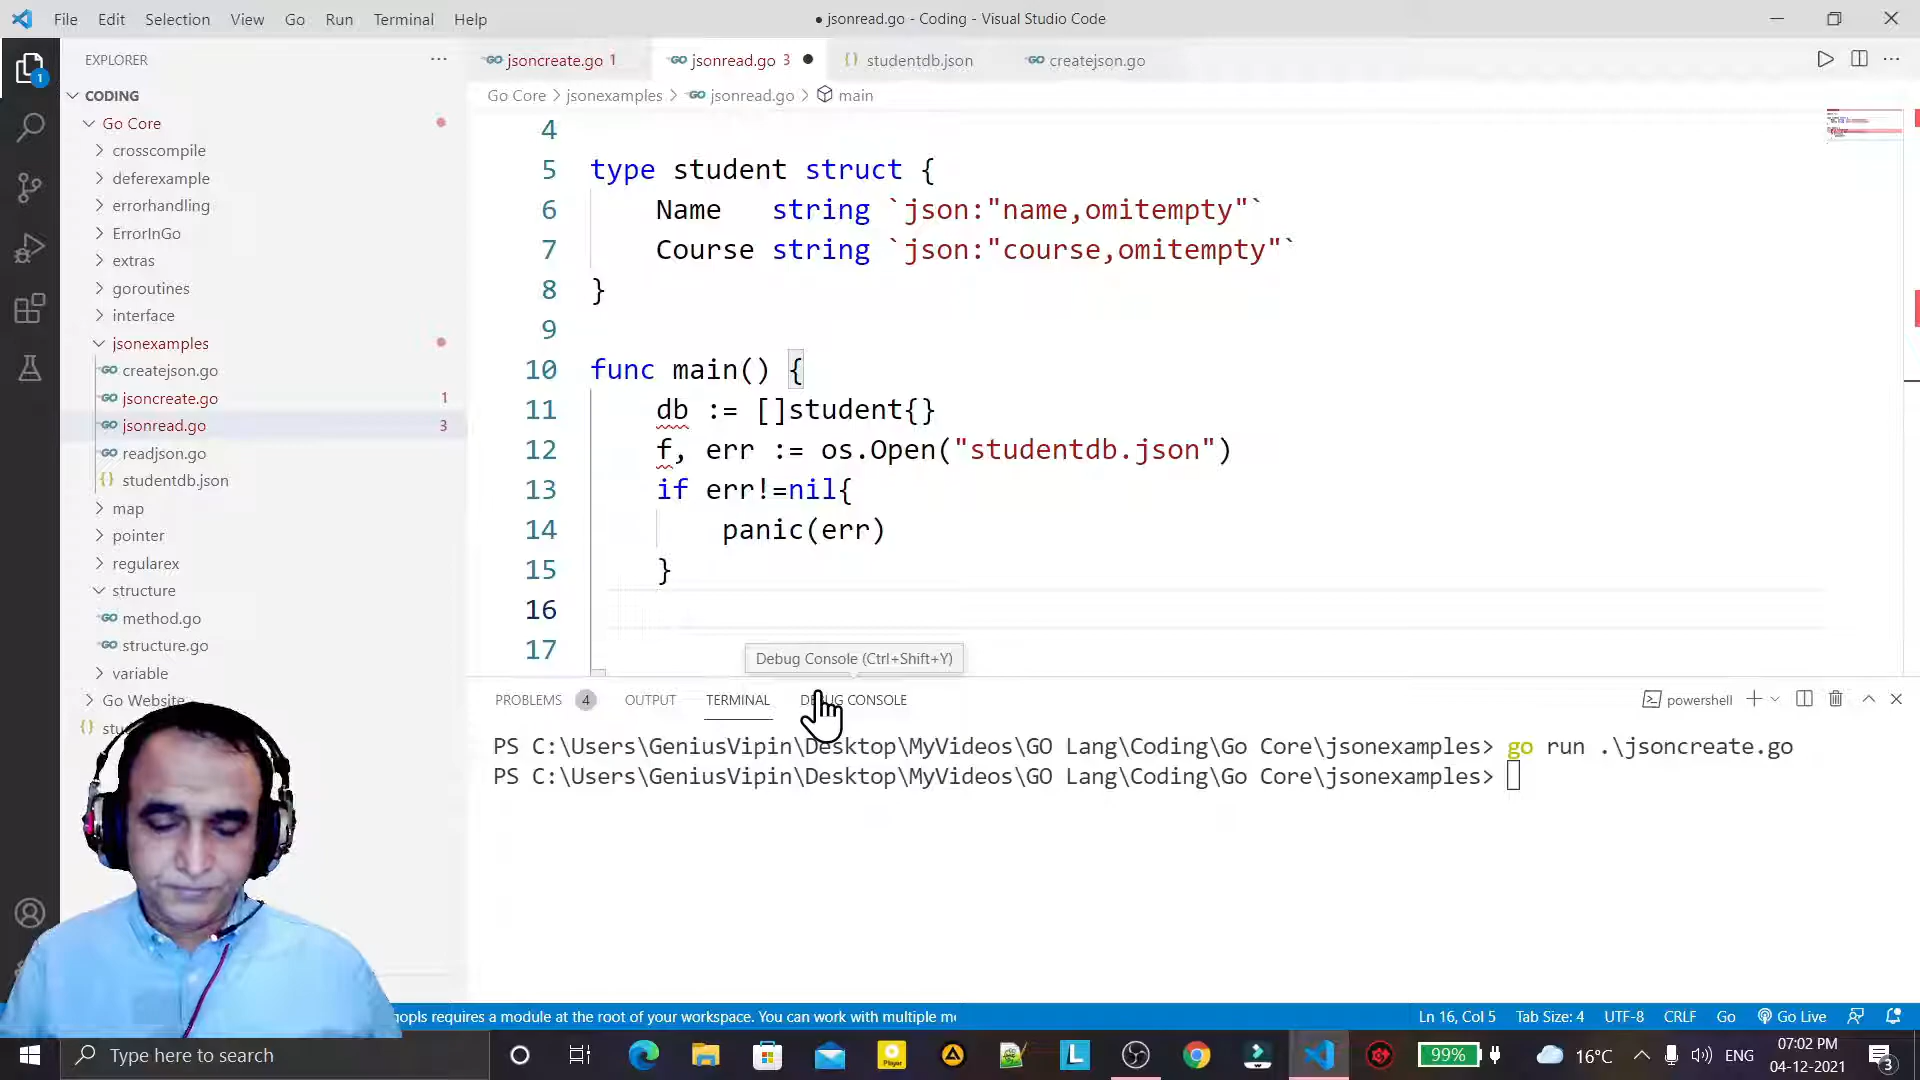 File Edit Selection View Go Run Terminal Help
● jsonread.go - Coding - Visual Studio Code
EXPLORER
1
jsoncreate.go 1
jsonread.go 3
studentdb.json
createjson.go
Go Core > jsonexamples > jsonread.go > main
CODING
Go Core
crosscompile
deferexample
errorhandling
ErrorInGo
extras
goroutines
interface
jsonexamples
createjson.go
jsoncreate.go 1
jsonread.go 3
readjson.go
studentdb.json
map
pointer
regularex
structure
method.go
structure.go
variable
Go Website
4
5 type student struct {
6 Name string `json:"name,omitempty"`
7 Course string `json:"course,omitempty"`
8 }
9
10 func main() {
11 db := []student{}
12 f, err := os.Open("studentdb.json")
13 if err!=nil{
14 panic(err)
15 }
16
17
Debug Console (Ctrl+Shift+Y)
PROBLEMS 4 OUTPUT TERMINAL DEBUG CONSOLE
powershell
PS C:\Users\GeniusVipin\Desktop\MyVideos\GO Lang\Coding\Go Core\jsonexamples> go run .\jsoncreate.go
PS C:\Users\GeniusVipin\Desktop\MyVideos\GO Lang\Coding\Go Core\jsonexamples>
gopls requires a module at the root of your workspace. You can work with multiple
Ln 16, Col 5 Tab Size: 4 UTF-8 CRLF Go Go Live
Type here to search
Player
L
99%
16°C
ENG
07:02 PM
04-12-2021
3